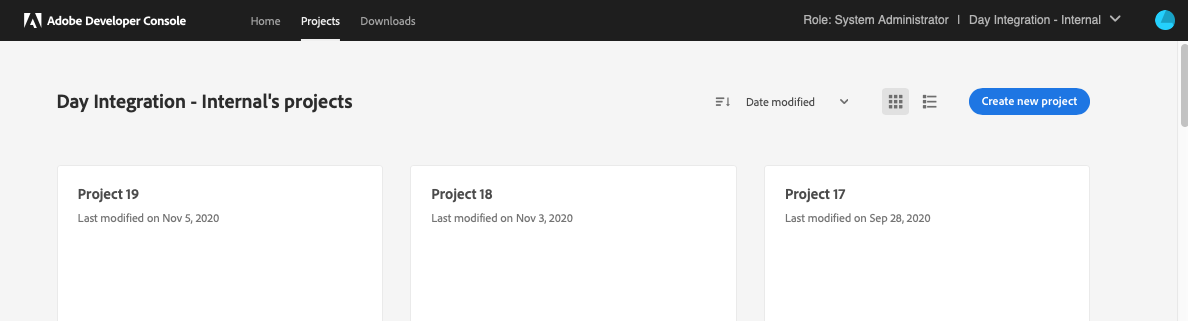 Adobe Developer Console Home Projects Downloads Role: System Administrator | Day Integration - Internal
Day Integration - Internal's projects Date modified Create new project
Project 19 Project 18 Project 17
Last modified on Nov 5, 2020 Last modified on Nov 3, 2020 Last modified on Sep 28, 2020